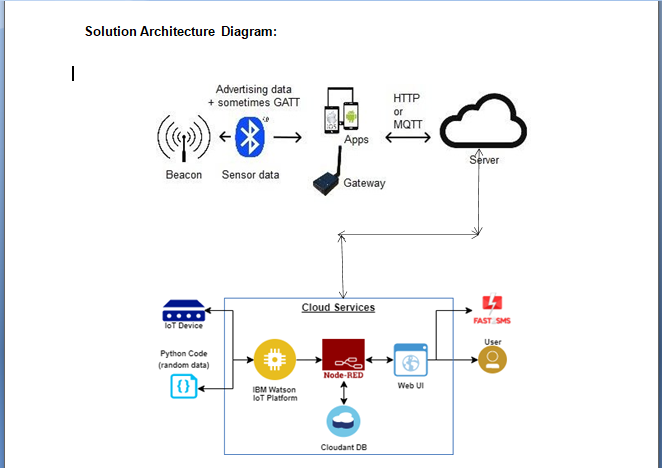 Solution Architecture Diagram:
Advertising data
+ sometimes GATT
HTTP
or
MQTT
Apps
Server
Beacon
Sensor data
Gateway
Cloud Services
IoT Device
FAST SMS
Python Code
(random data)
User
Node-RED
Web UI
IBM Watson
IoT Platform
Cloudant DB